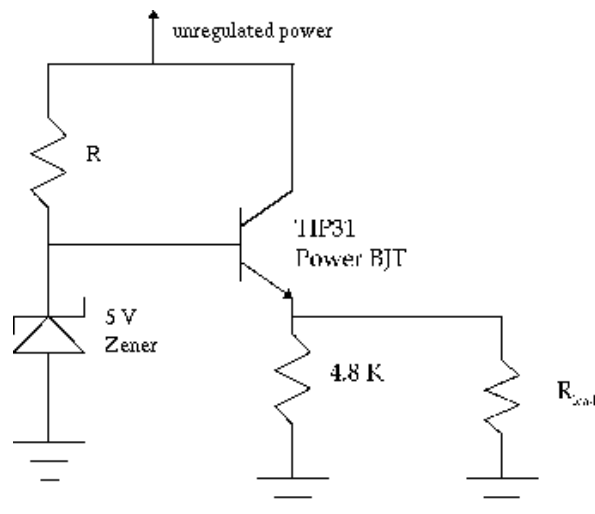 unregulated power
R
TIP31
Power BJT
5 V
Zener
4.8 K
R